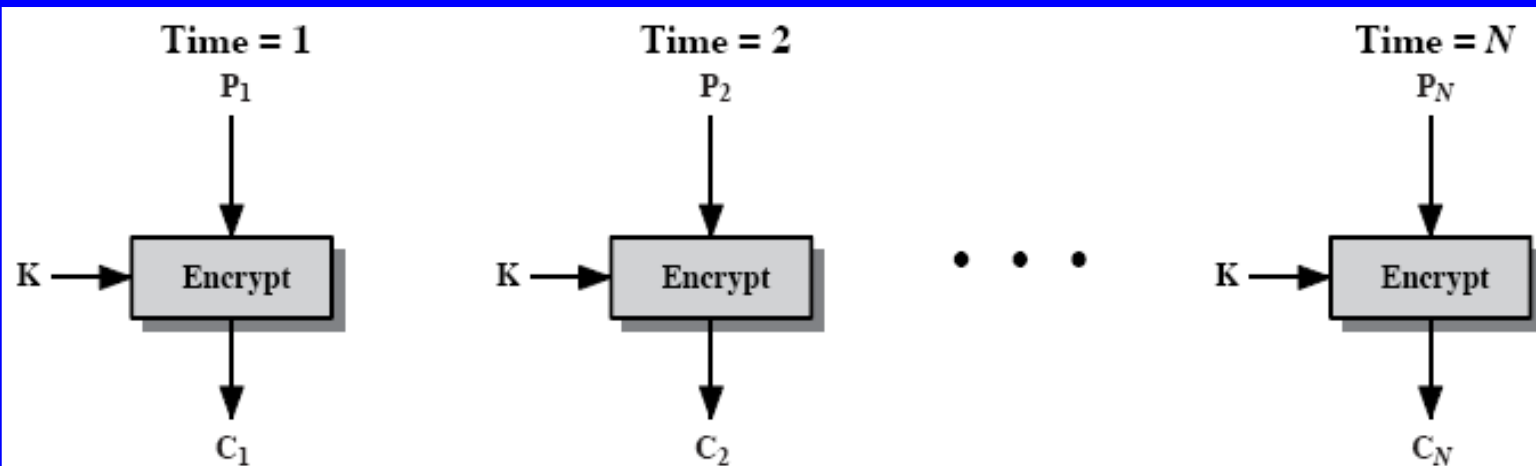 Time = 1 Time = 2 Time = N
P1 P2 PN
K Encrypt K Encrypt • • • K Encrypt
C1 C2 CN